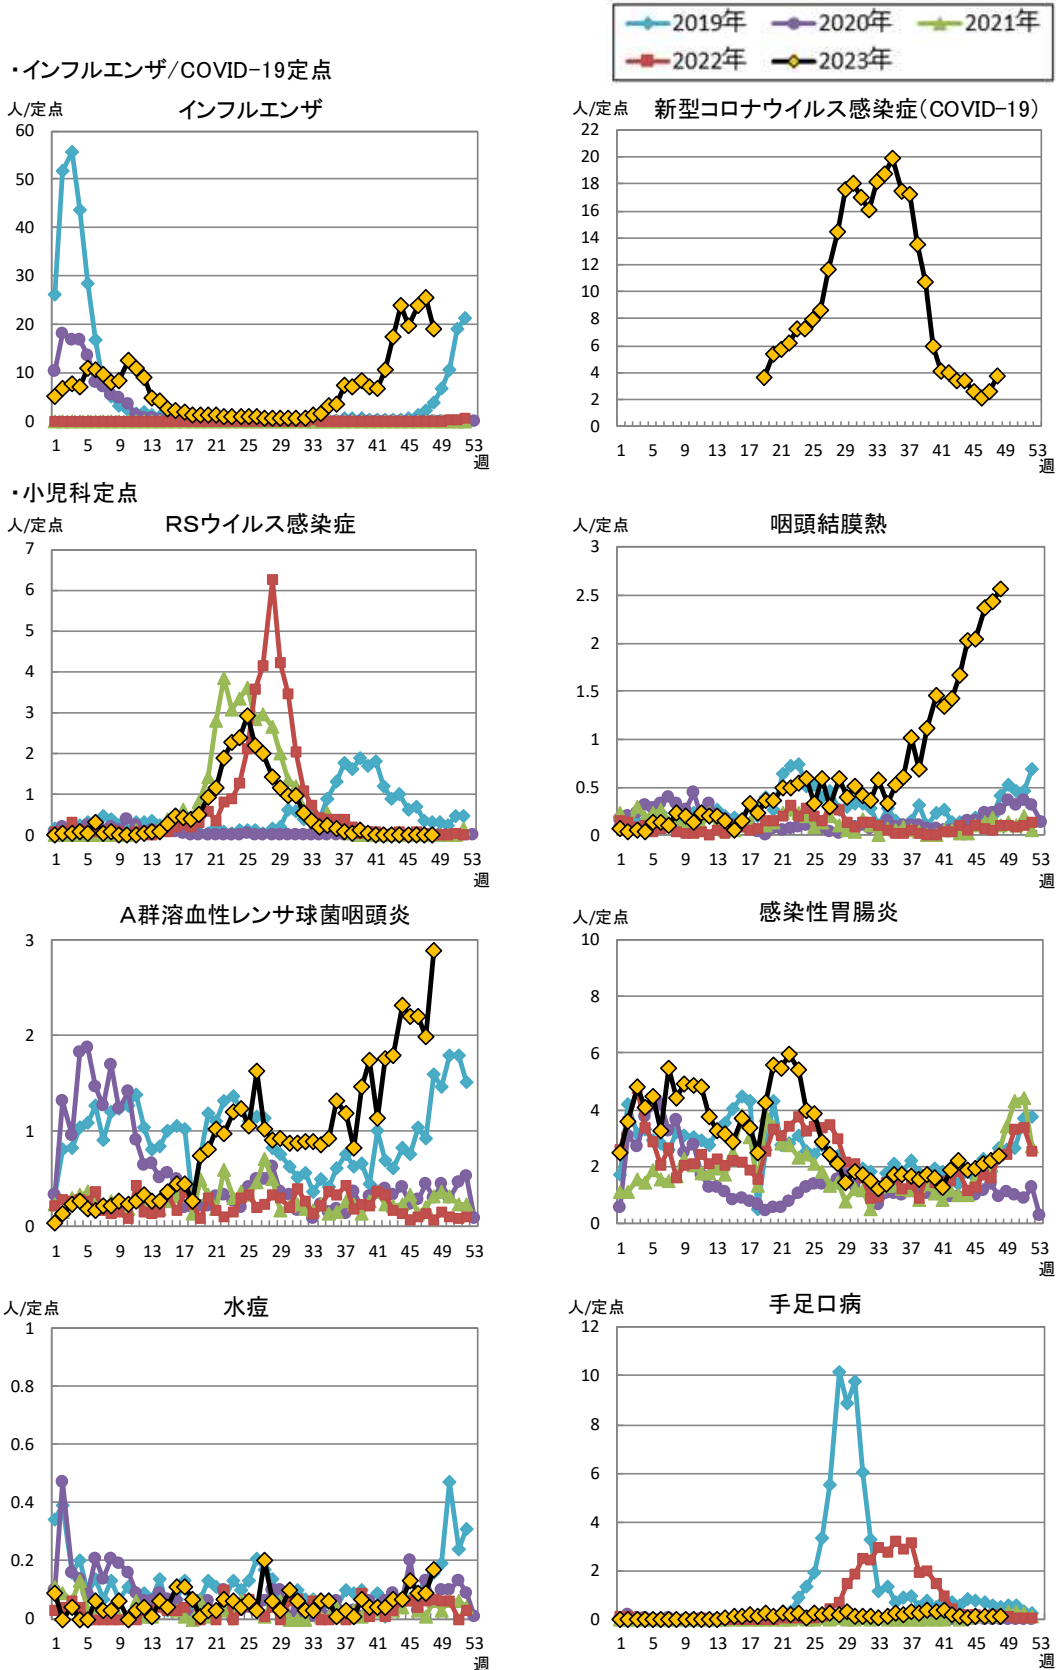 2019年 2020年 2021年
2022年 2023年
・インフルエンザ/COVID-19定点
人/定点 インフルエンザ
60
50
40
30
20
10
0
1 5 9 13 17 21 25 29 33 37 41 45 49 53
週
人/定点 新型コロナウイルス感染症(COVID-19)
22
20
18
16
14
12
10
8
6
4
2
0
1 5 9 13 17 21 25 29 33 37 41 45 49 53
週
・小児科定点
人/定点 RSウイルス感染症
7
6
5
4
3
2
1
0
1 5 9 13 17 21 25 29 33 37 41 45 49 53
週
人/定点 咽頭結膜熱
3
2.5
2
1.5
1
0.5
0
1 5 9 13 17 21 25 29 33 37 41 45 49 53
週
人/定点 A群溶血性レンサ球菌咽頭炎
3
2
1
0
1 5 9 13 17 21 25 29 33 37 41 45 49 53
週
人/定点 感染性胃腸炎
10
8
6
4
2
0
1 5 9 13 17 21 25 29 33 37 41 45 49 53
週
人/定点 水痘
1
0.8
0.6
0.4
0.2
0
1 5 9 13 17 21 25 29 33 37 41 45 49 53
週
人/定点 手足口病
12
10
8
6
4
2
0
1 5 9 13 17 21 25 29 33 37 41 45 49 53
週